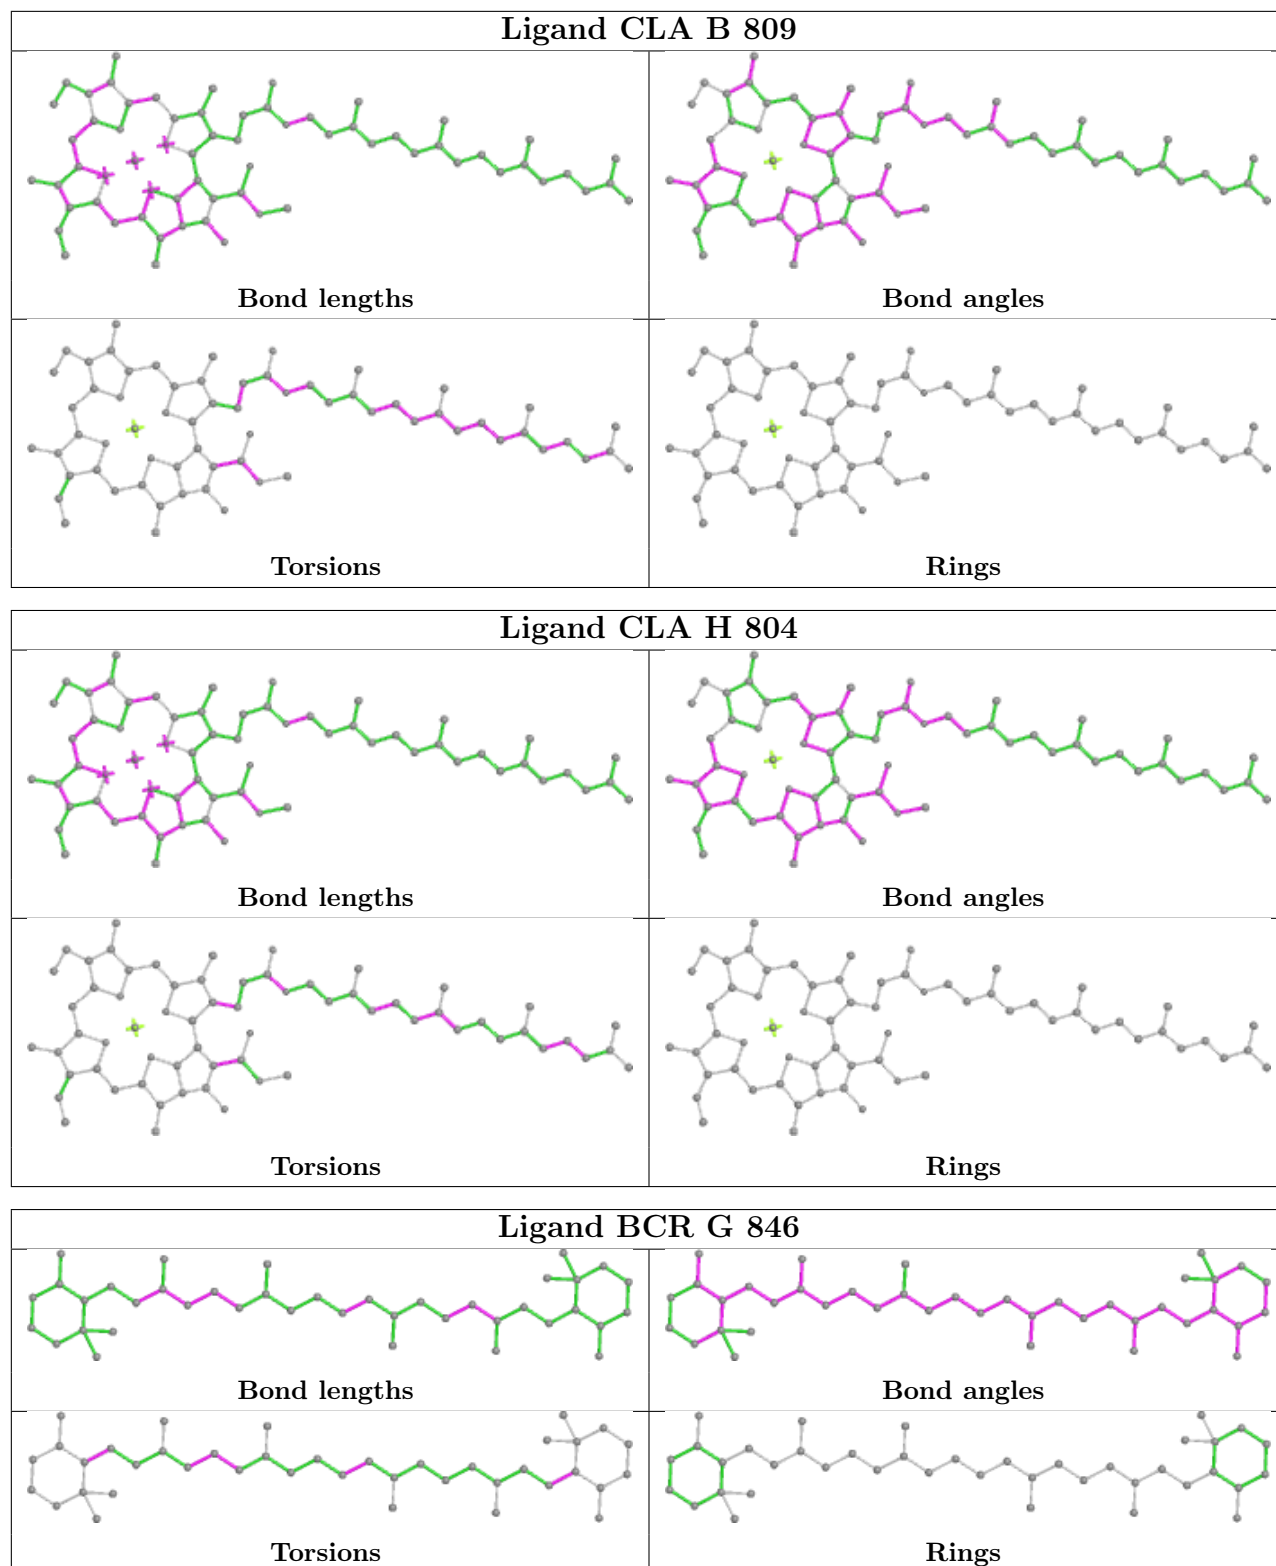 Ligand CLA B 809
Bond lengths
Bond angles
Torsions
Rings
Ligand CLA H 804
Bond lengths
Bond angles
Torsions
Rings
Ligand BCR G 846
Bond lengths
Bond angles
Torsions
Rings